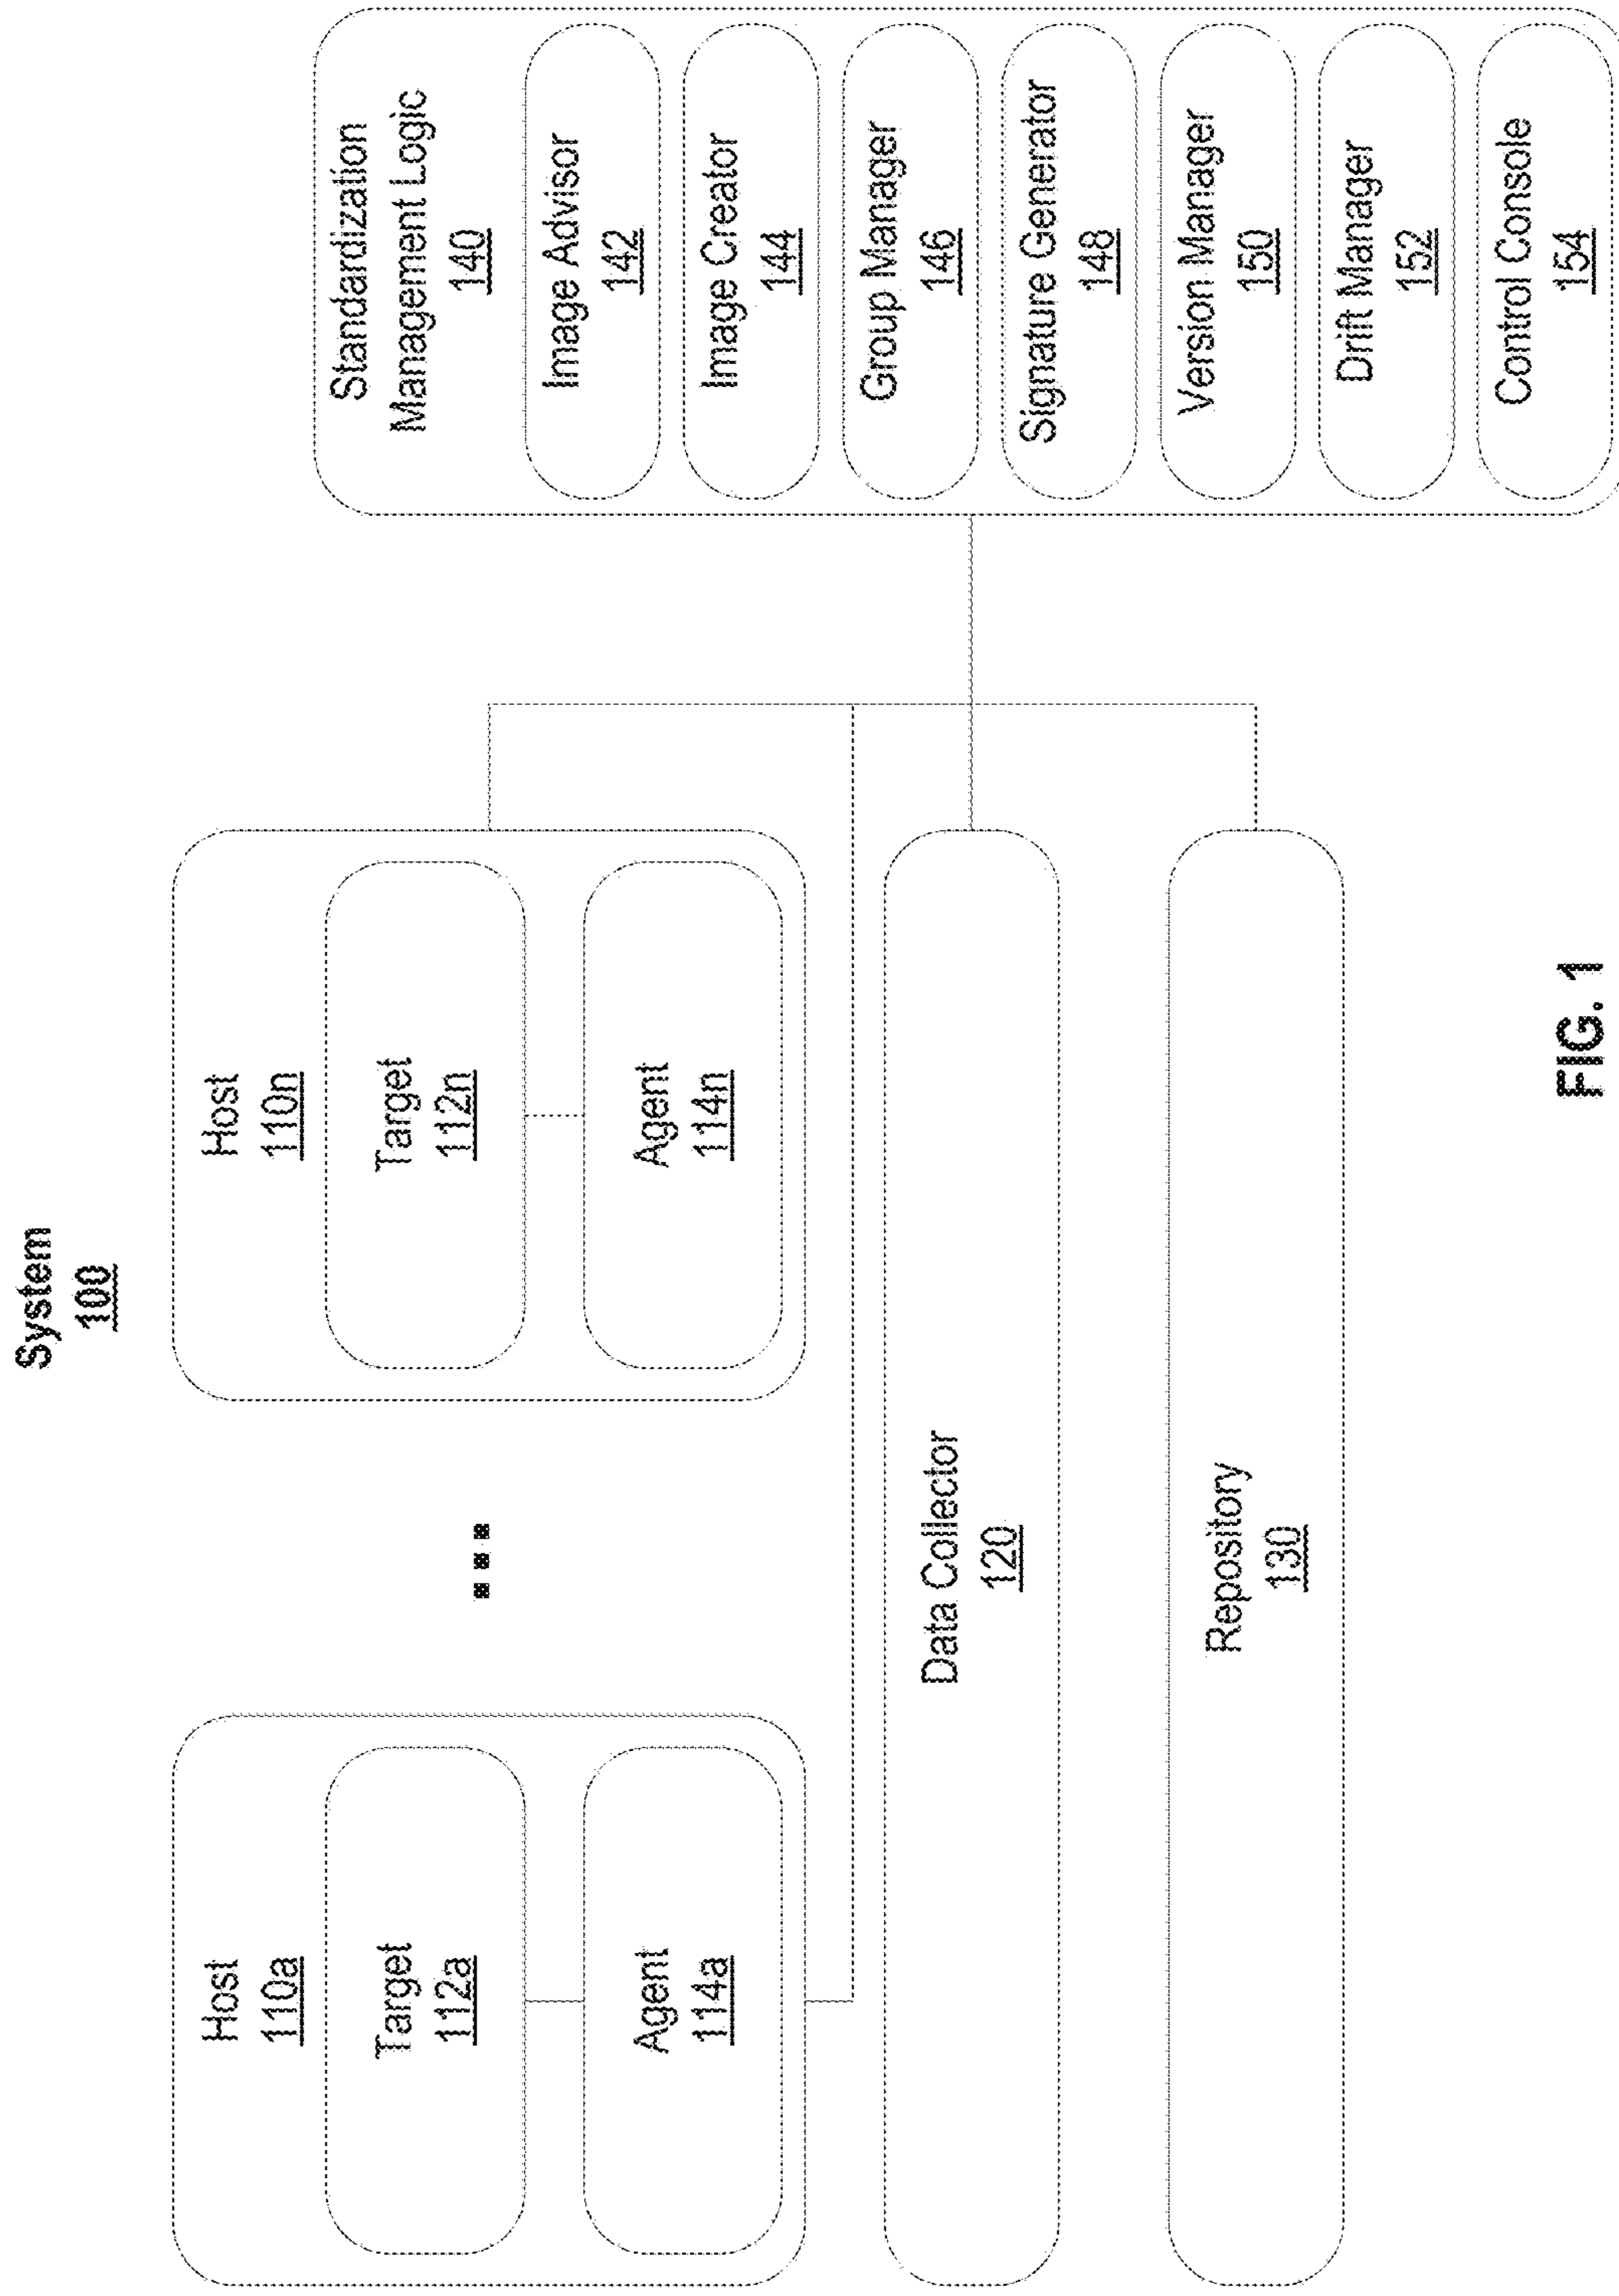 System
100
Host
110a
Target
112a
Agent
114a
Host
110n
Target
112n
Agent
114n
Data Collector
120
Repository
130
Standardization
Management Logic
140
Image Advisor
142
Image Creator
144
Group Manager
146
Signature Generator
148
Version Manager
150
Drift Manager
152
Control Console
154
FIG. 1